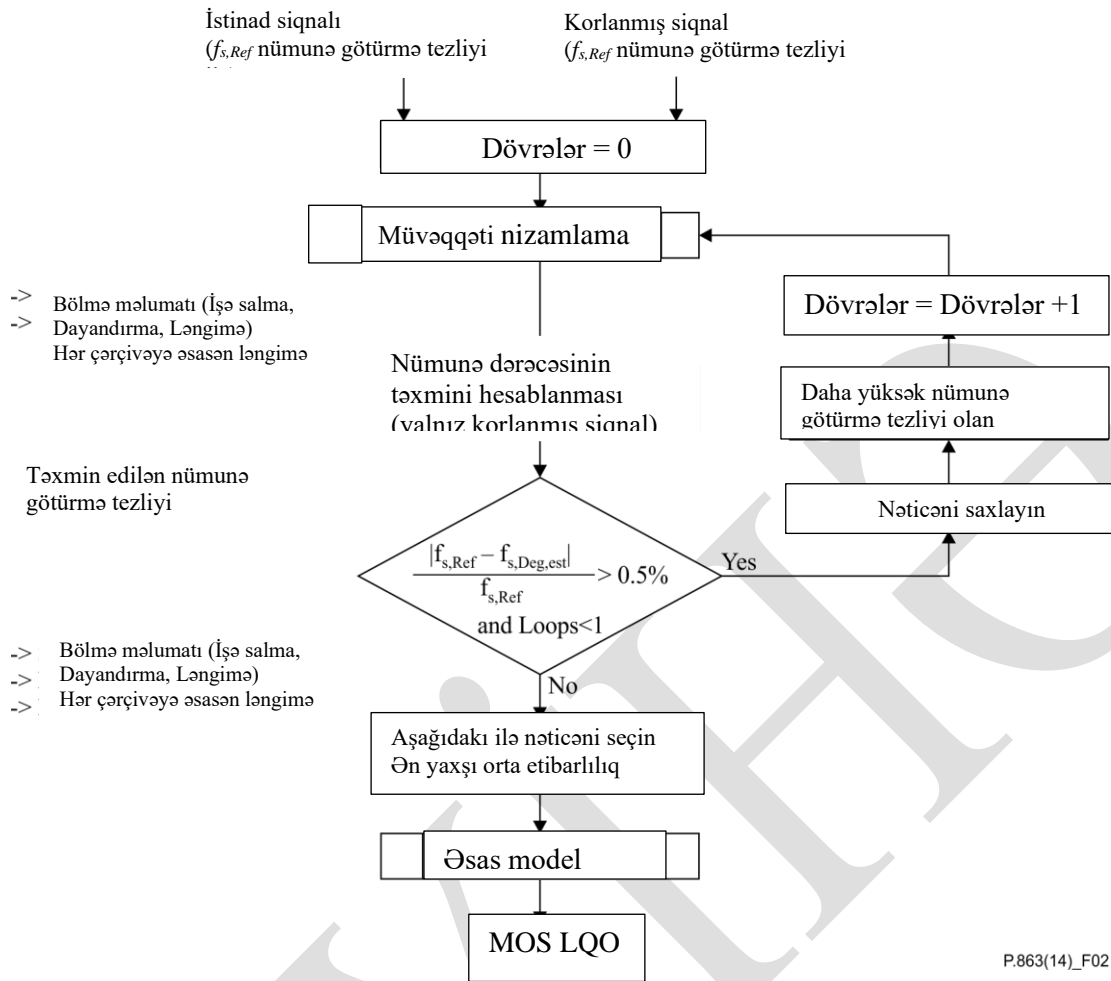 İstinad siqnalı
(fs,Ref nümunə götürmə tezliyi
Korlanmış siqnal
(fs,Ref nümunə götürmə tezliyi
Dövrələr = 0
Müvəqqəti nizamlama
-> Bölmə məlumatı (İşə salma,
-> Dayandırma, Ləngimə)
Hər çərçivəyə əsasən ləngimə
Dövrələr = Dövrələr +1
Nümunə dərəcəsinin
təxmini hesablanması
(yalnız korlanmış siqnal)
Daha yüksək nümunə
götürmə tezliyi olan
Təxmin edilən nümunə
götürmə tezliyi
Nəticəni saxlayın
|fs,Ref – fs,Deg,est|
fs,Ref
> 0.5%
and Loops<1
Yes
No
-> Bölmə məlumatı (İşə salma,
-> Dayandırma, Ləngimə)
-> Hər çərçivəyə əsasən ləngimə
Aşağıdakı ilə nəticəni seçin
Ən yaxşı orta etibarlılıq
Əsas model
MOS LQO
P.863(14)_F02